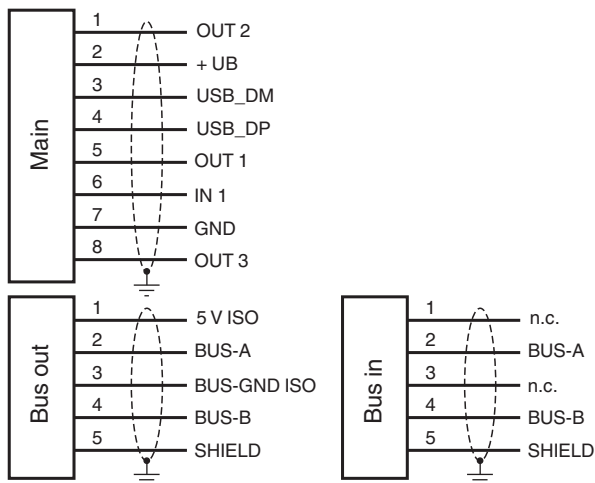 Main
1 OUT 2
2 + UB
3 USB_DM
4 USB_DP
5 OUT 1
6 IN 1
7 GND
8 OUT 3
Bus out
1 5 V ISO
2 BUS-A
3 BUS-GND ISO
4 BUS-B
5 SHIELD
Bus in
1 n.c.
2 BUS-A
3 n.c.
4 BUS-B
5 SHIELD